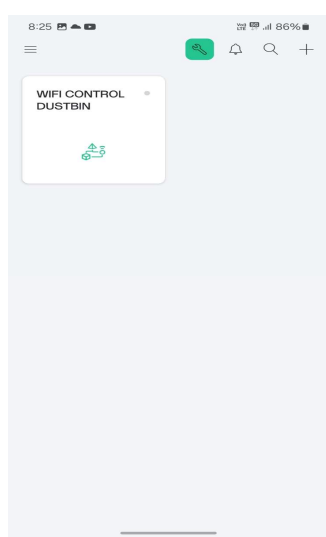 8:25 86%
WIFI CONTROL
DUSTBIN